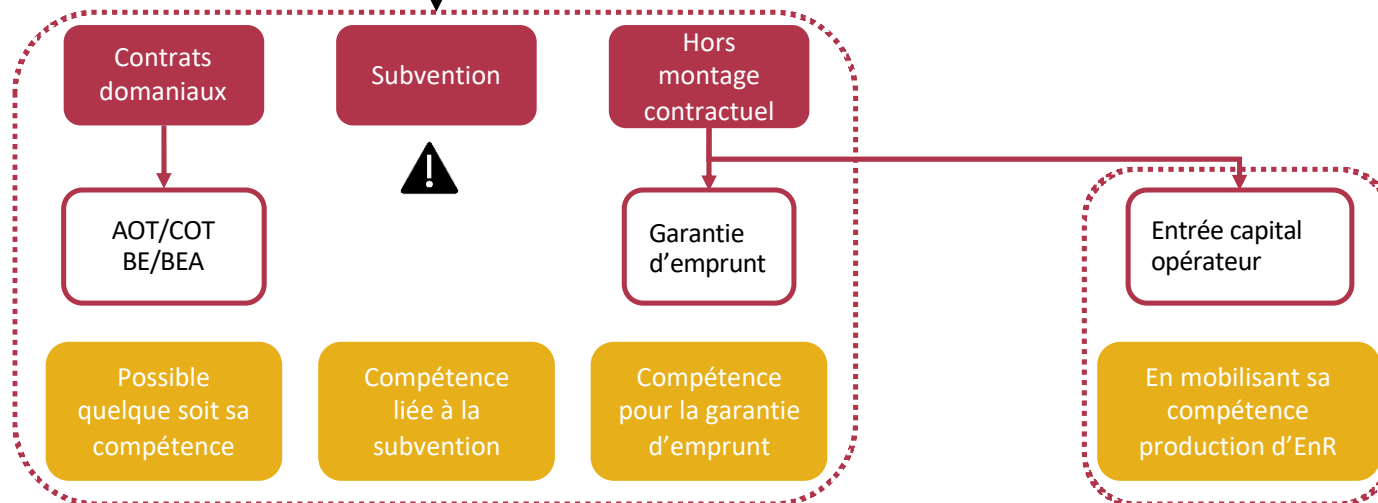 Contrats
domaniaux
Subvention
Hors
montage
contractuel
AOT/COT
BE/BEA
Garantie
d'emprunt
Entrée capital
opérateur
Possible
quelque soit sa
compétence
Compétence
liée à la
subvention
Compétence
pour la garantie
d'emprunt
En mobilisant sa
compétence
production d'EnR